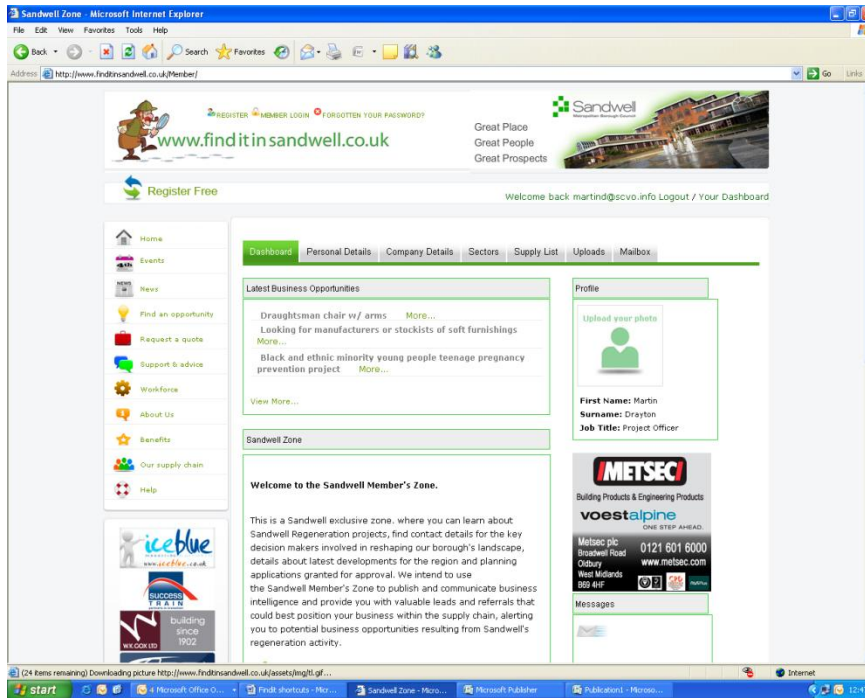 Sandwell Zone - Microsoft Internet Explorer
File Edit View Favorites Tools Help
Back Search Favorites
Address http://www.finditinsandwell.co.uk/Member/ Go Links
REGISTER MEMBER LOGIN FORGOTTEN YOUR PASSWORD?
www.finditinsandwell.co.uk
Great Place
Great People
Great Prospects
Sandwell
Metropolitan Borough Council
Register Free
Welcome back martind@scvo.info Logout / Your Dashboard
Home
Events
News
Find an opportunity
Request a quote
Support & advice
Workforce
About Us
Benefits
Our supply chain
Help
iceblue
www.iceblue.co.uk
SUCCESS
TRAIN
building
since
1902
W.K.COX LTD
Dashboard Personal Details Company Details Sectors Supply List Uploads Mailbox
Latest Business Opportunities
Draughtsman chair w/ arms More...
Looking for manufacturers or stockists of soft furnishings
More...
Black and ethnic minority young people teenage pregnancy
prevention project More...
View More...
Sandwell Zone
Welcome to the Sandwell Member's Zone.
This is a Sandwell exclusive zone. where you can learn about
Sandwell Regeneration projects, find contact details for the key
decision makers involved in reshaping our borough's landscape,
details about latest developments for the region and planning
applications granted for approval. We intend to use
the Sandwell Member's Zone to publish and communicate business
intelligence and provide you with valuable leads and referrals that
could best position your business within the supply chain, alerting
you to potential business opportunities resulting from Sandwell's
regeneration activity.
Profile
Upload your photo
First Name: Martin
Surname: Drayton
Job Title: Project Officer
METSEC
Building Products & Engineering Products
voestalpine
ONE STEP AHEAD.
Metsec plc
Broadwell Road
Oldbury
West Midlands
B69 4HF
0121 601 6000
www.metsec.com
Messages
(24 items remaining) Downloading picture http://www.finditinsandwell.co.uk/assets/img/tl.gif... Internet
start 4 Microsoft Office O... Findit shortcuts - Micr... Sandwell Zone - Micro... Microsoft Publisher Publication1 - Microso...